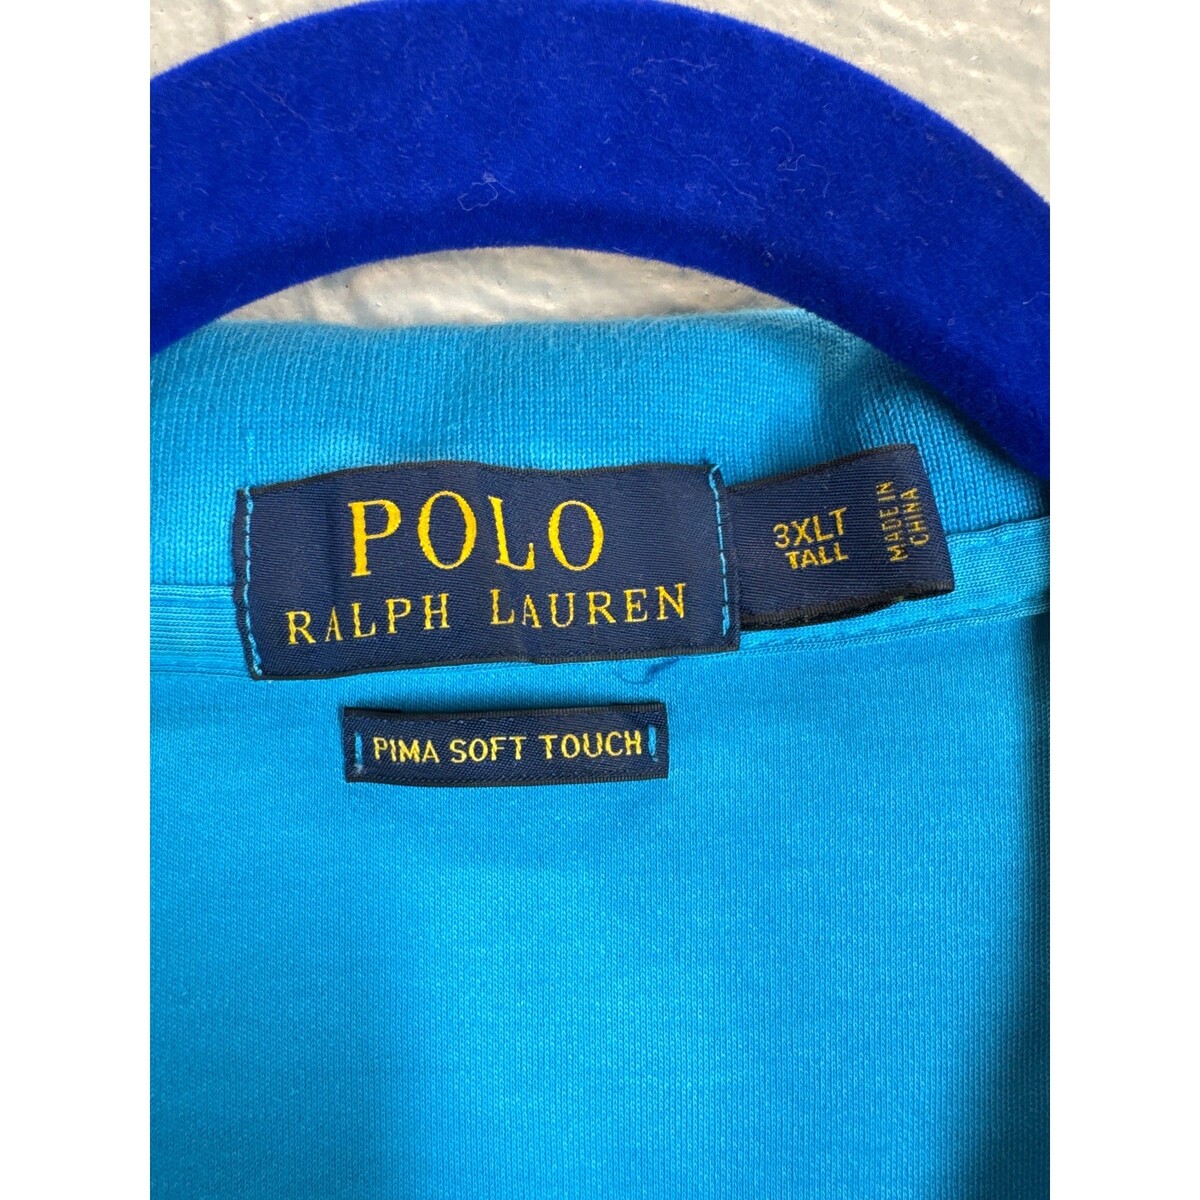 POLO
RALPH LAUREN
3XLT
TALL
MADE IN
CHINA
PIMA SOFT TOUCH